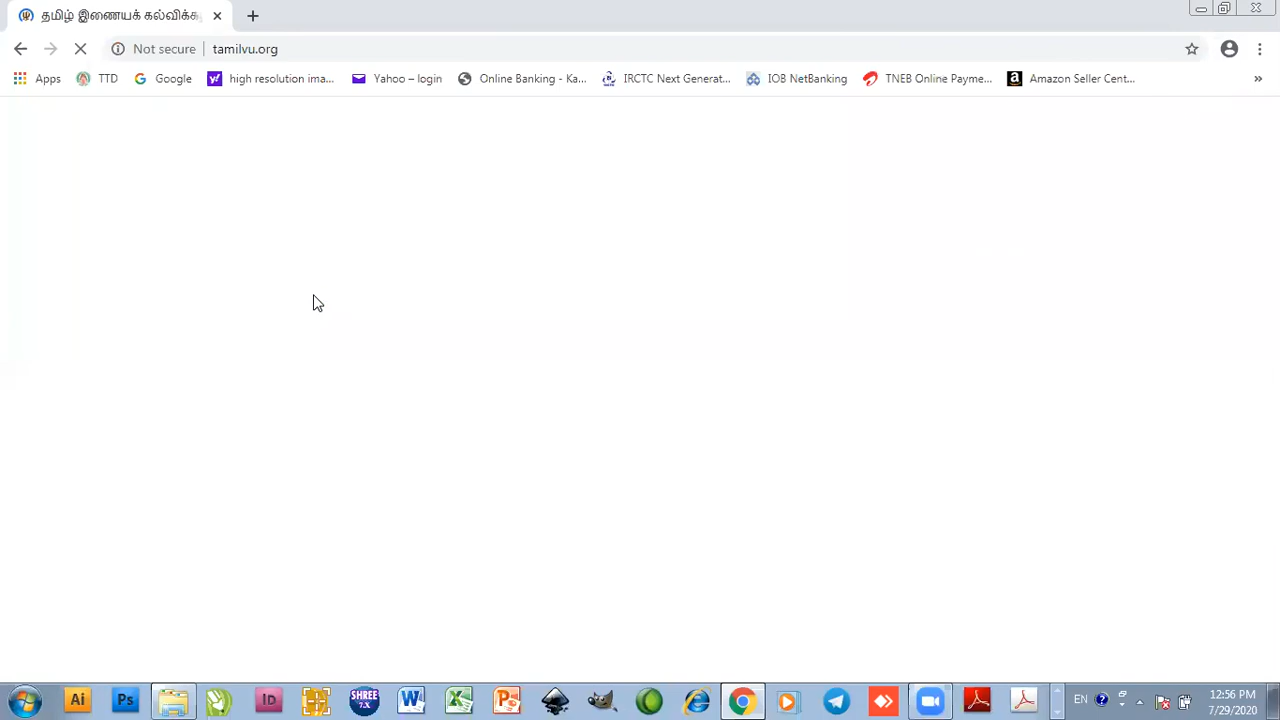 தமிழ் இணையக் கல்விக்க
Not secure
tamilvu.org
Apps
TTD
Google
high resolution ima...
Yahoo – login
Online Banking - Ka...
IRCTC Next Generat...
IOB NetBanking
TNEB Online Payme...
Amazon Seller Cent...
»
Ai
Ps
ID
SHREE
7.X
EN
12:56 PM
7/29/2020